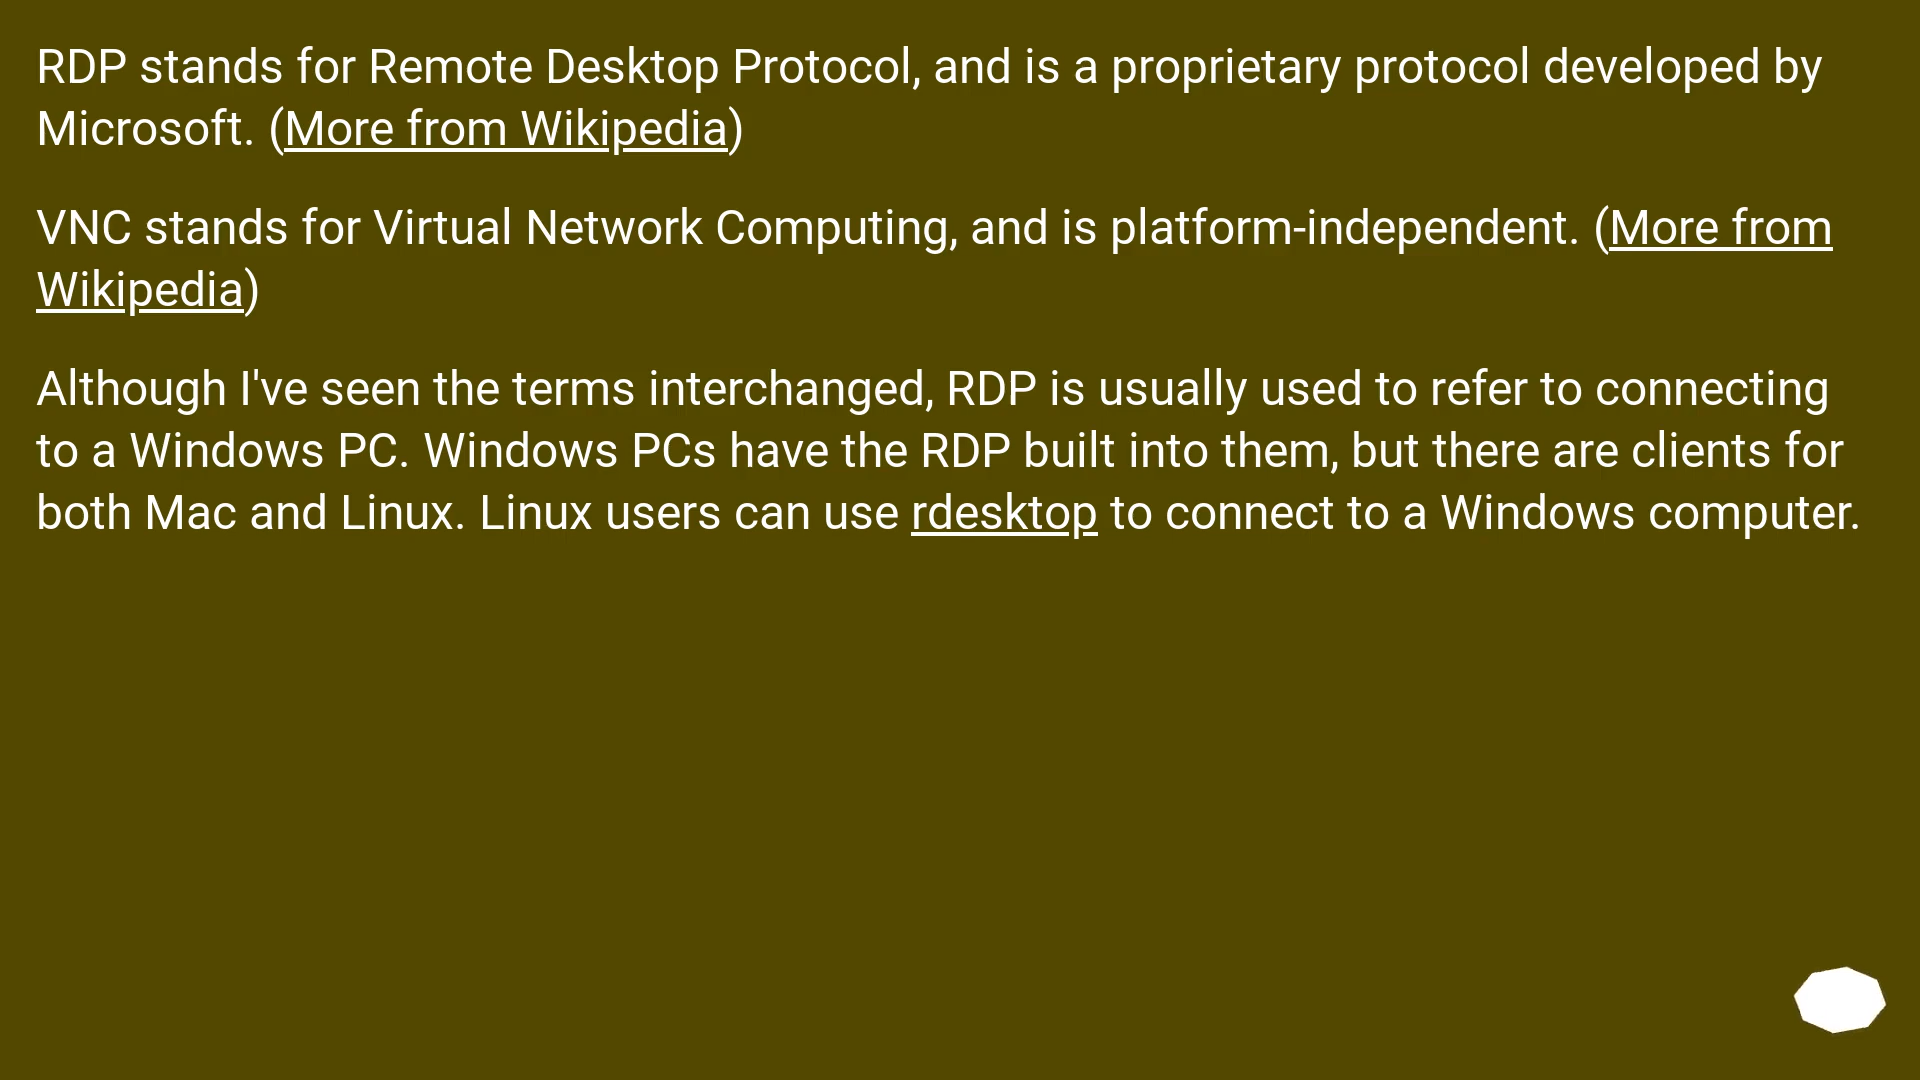 RDP stands for Remote Desktop Protocol, and is a proprietary protocol developed by
Microsoft. (More from Wikipedia)
VNC stands for Virtual Network Computing, and is platform-independent. (More from
Wikipedia)
Although I've seen the terms interchanged, RDP is usually used to refer to connecting
to a Windows PC. Windows PCs have the RDP built into them, but there are clients for
both Mac and Linux. Linux users can use rdesktop to connect to a Windows computer.